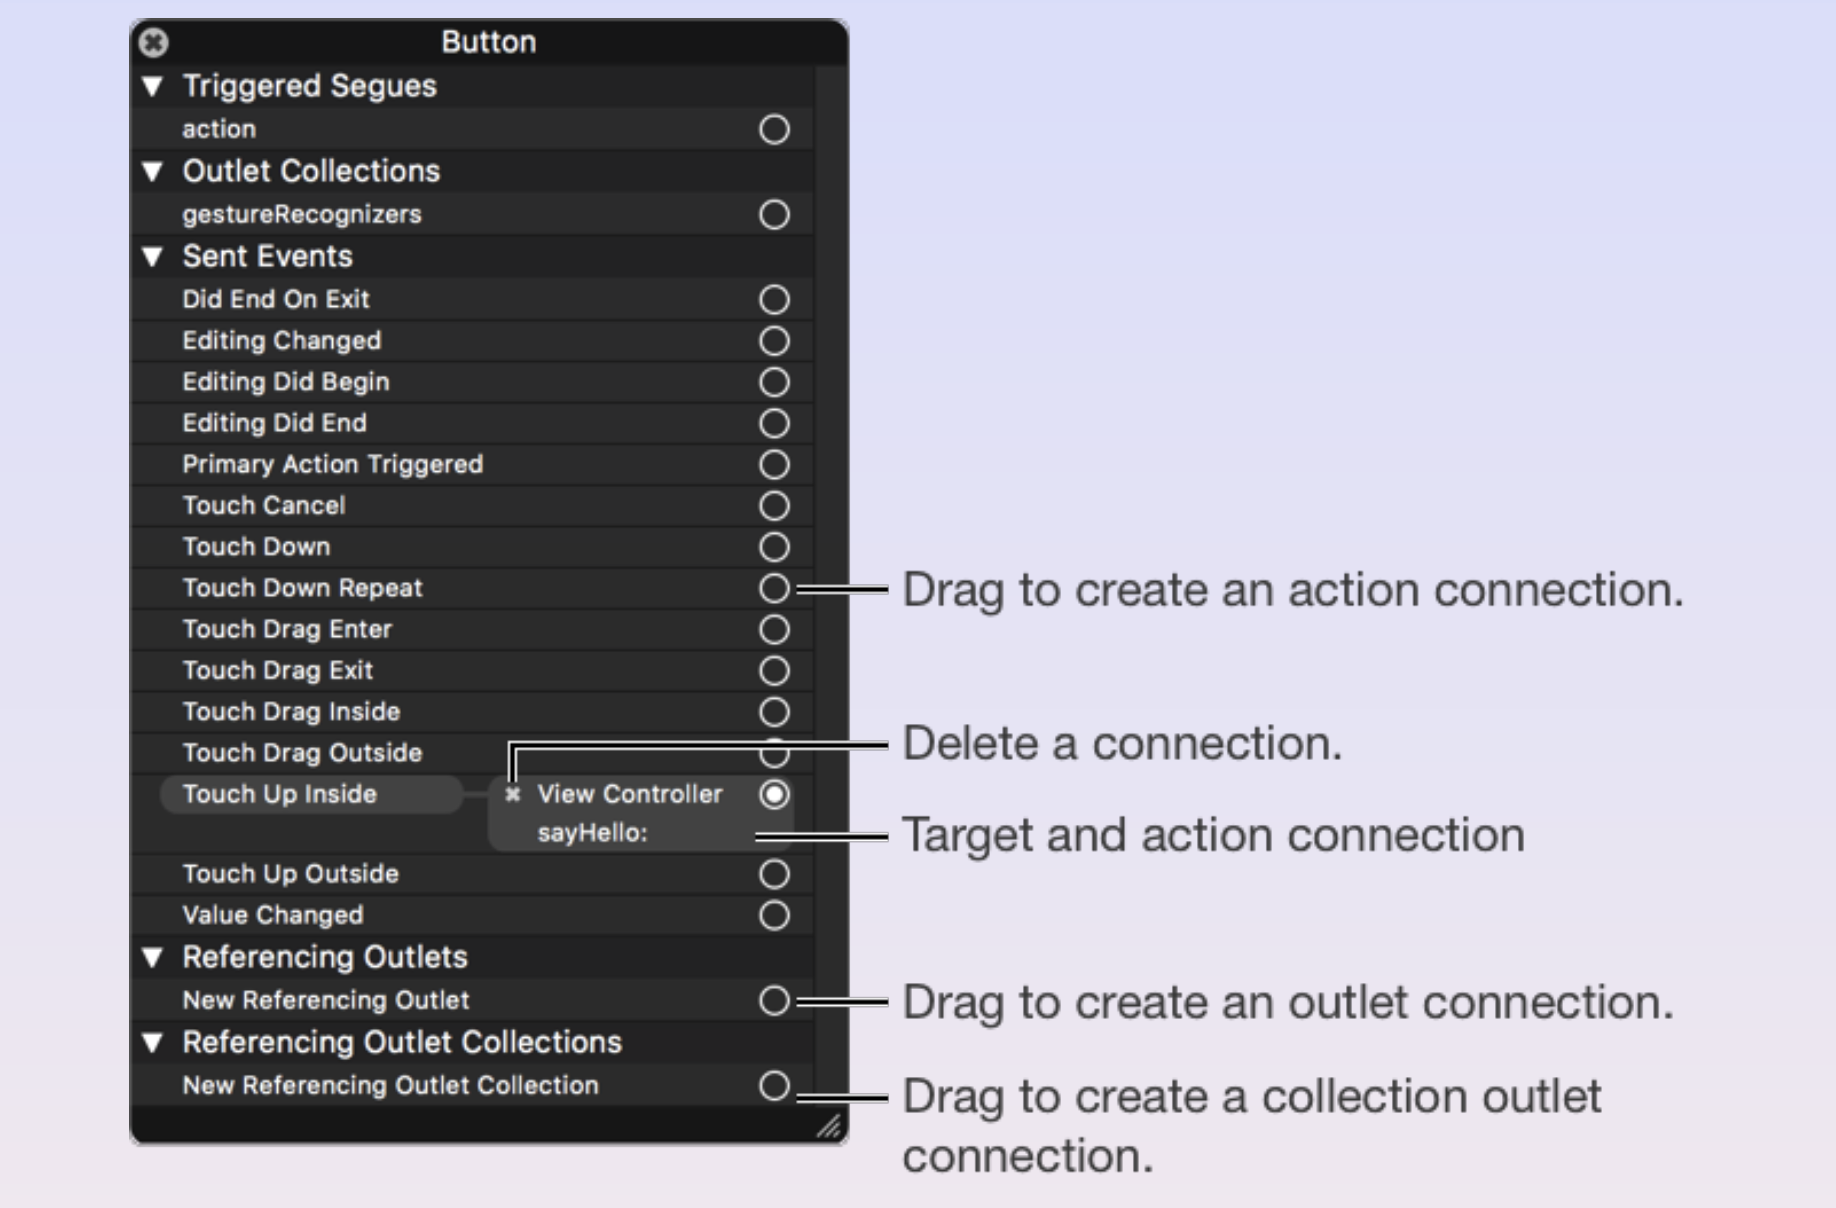 Button
Triggered Segues
action
Outlet Collections
gestureRecognizers
Sent Events
Did End On Exit
Editing Changed
Editing Did Begin
Editing Did End
Primary Action Triggered
Touch Cancel
Touch Down
Touch Down Repeat
Drag to create an action connection.
Touch Drag Enter
Touch Drag Exit
Touch Drag Inside
Touch Drag Outside
Delete a connection.
Touch Up Inside
View Controller
sayHello:
Target and action connection
Touch Up Outside
Value Changed
Referencing Outlets
New Referencing Outlet
Drag to create an outlet connection.
Referencing Outlet Collections
New Referencing Outlet Collection
Drag to create a collection outlet
connection.